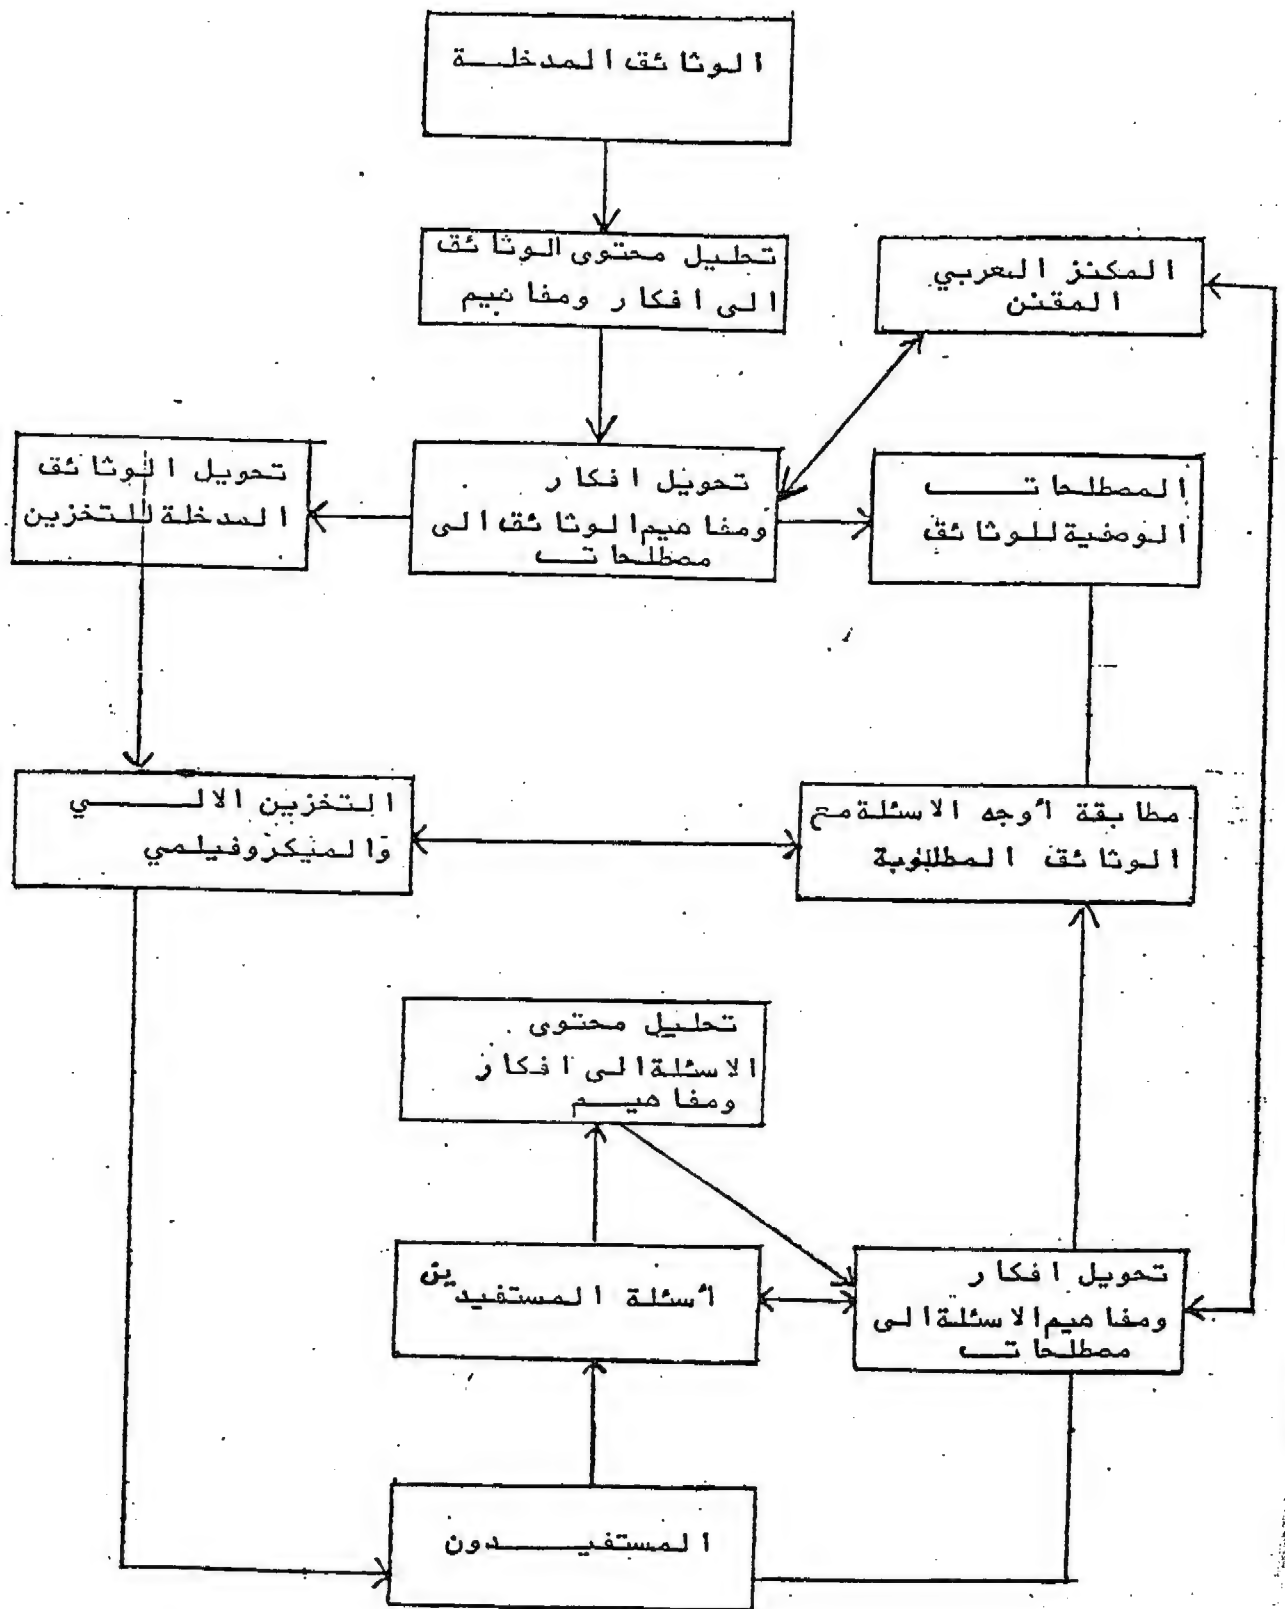 الوثائق المدخلة
تحليل محتوى الوثائق
الى افكار ومفاهيم
المكنز العربي
المقنن
تحويل الوثائق
المدخلة للتخزين
تحويل افكار
ومفاهيم الوثائق الى
مصطلحات
المصطلحات
الوصفية للوثائق
التخزين الالي
والميكروفيلمي
مطابقة أوجه الاسئلة مع
الوثائق المطلوبة
تحليل محتوى
الاسئلة الى افكار
ومفاهيم
أسئلة المستفيدين
تحويل افكار
ومفاهيم الاسئلة الى
مصطلحات
المستفيدون